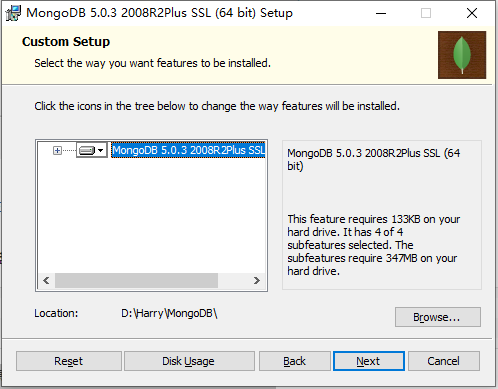 MongoDB 5.0.3 2008R2Plus SSL (64 bit) Setup
Custom Setup
Select the way you want features to be installed.
Click the icons in the tree below to change the way features will be installed.
MongoDB 5.0.3 2008R2Plus SSL
MongoDB 5.0.3 2008R2Plus SSL (64
bit)
This feature requires 133KB on your
hard drive. It has 4 of 4
subfeatures selected. The
subfeatures require 347MB on your
hard drive.
Location: D:\Harry\MongoDB\
Browse...
Reset Disk Usage Back Next Cancel